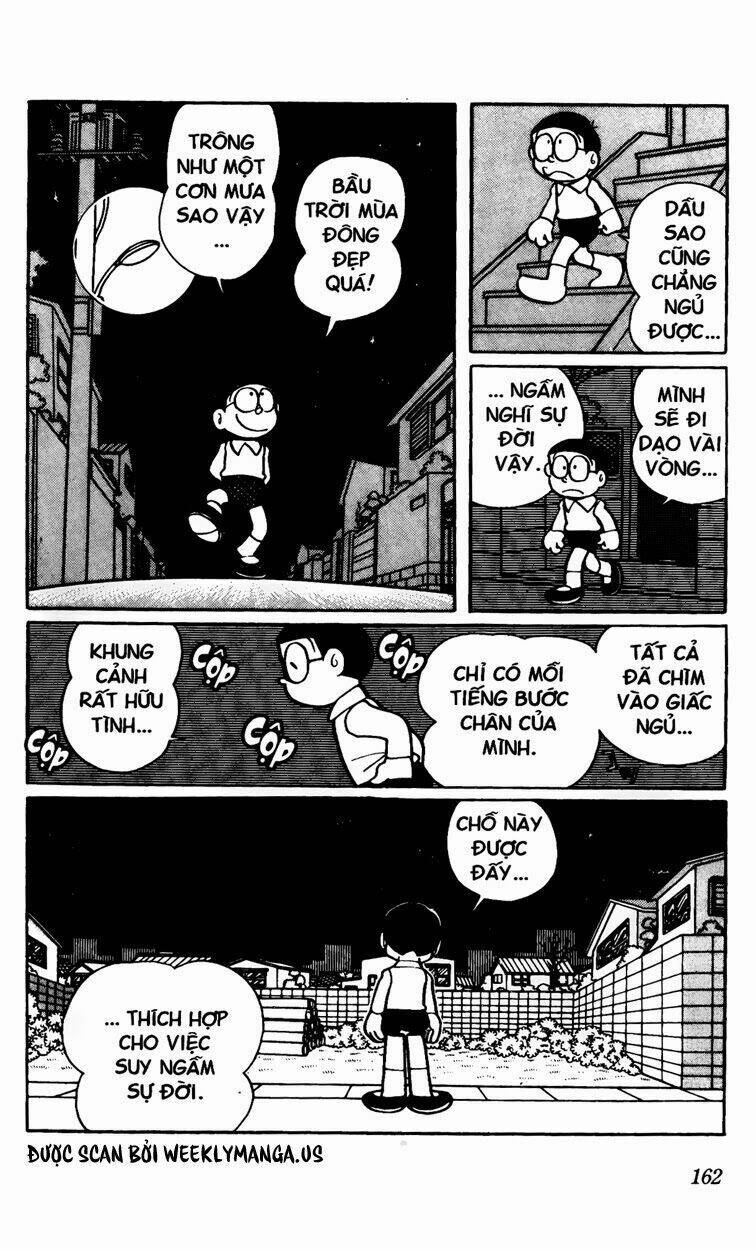 DẤU
SAO
CŨNG
CHẲNG
NGỦ
ĐƯỢC...
MÌNH
SẼ ĐI
DẠO VÀI
VÒNG...
... NGẪM
NGHĨ SỰ
ĐỜI
VẬY.
BẦU
TRỜI MÙA
ĐÔNG
ĐẸP
QUÁ!
TRÔNG
NHƯ MỘT
CƠN MƯA
SAO VẬY
...
TẤT CẢ
ĐÃ CHÌM
VÀO GIẤC
NGỦ...
CHỈ CÓ MỖI
TIẾNG BƯỚC
CHÂN CỦA
MÌNH.
CỘP
CỘP
CỘP
CỘP
KHUNG
CẢNH
RẤT HỮU
TÌNH...
CHỖ NÀY
ĐƯỢC
ĐẤY...
... THÍCH HỢP
CHO VIỆC
SUY NGẪM
SỰ ĐỜI.
ĐƯỢC SCAN BỞI WEEKLYMANGA.US
162